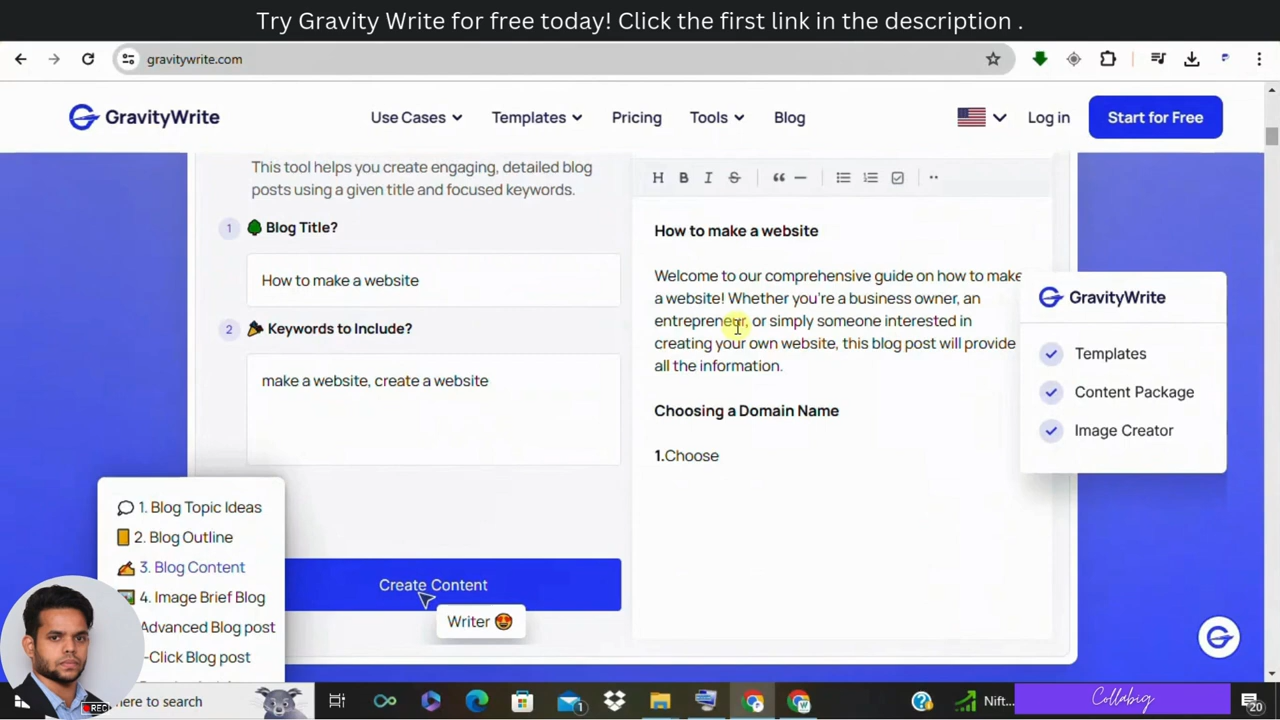 Try Gravity Write for free today! Click the first link in the description .
gravitywrite.com
GravityWrite
Use Cases
Templates
Pricing
Tools
Blog
Log in
Start for Free
This tool helps you create engaging, detailed blog
posts using a given title and focused keywords.
1
Blog Title?
How to make a website
2
Keywords to Include?
make a website, create a website
Create Content
Writer
How to make a website
Welcome to our comprehensive guide on how to make
a website! Whether you're a business owner, an
entrepreneur, or simply someone interested in
creating your own website, this blog post will provide
all the information.
Choosing a Domain Name
1.Choose
GravityWrite
Templates
Content Package
Image Creator
1. Blog Topic Ideas
2. Blog Outline
3. Blog Content
4. Image Brief Blog
Advanced Blog post
-Click Blog post
REC
here to search
1
Nift...
Collabig
20